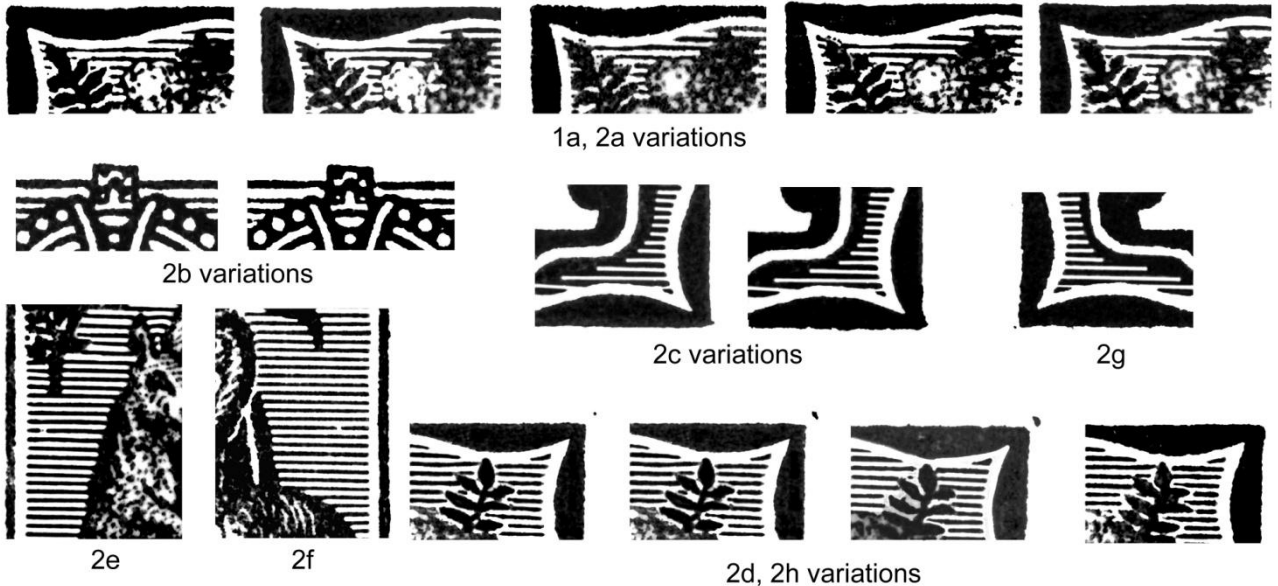 1a, 2a variations
2b variations
2c variations
2g
2e
2f
2d, 2h variations